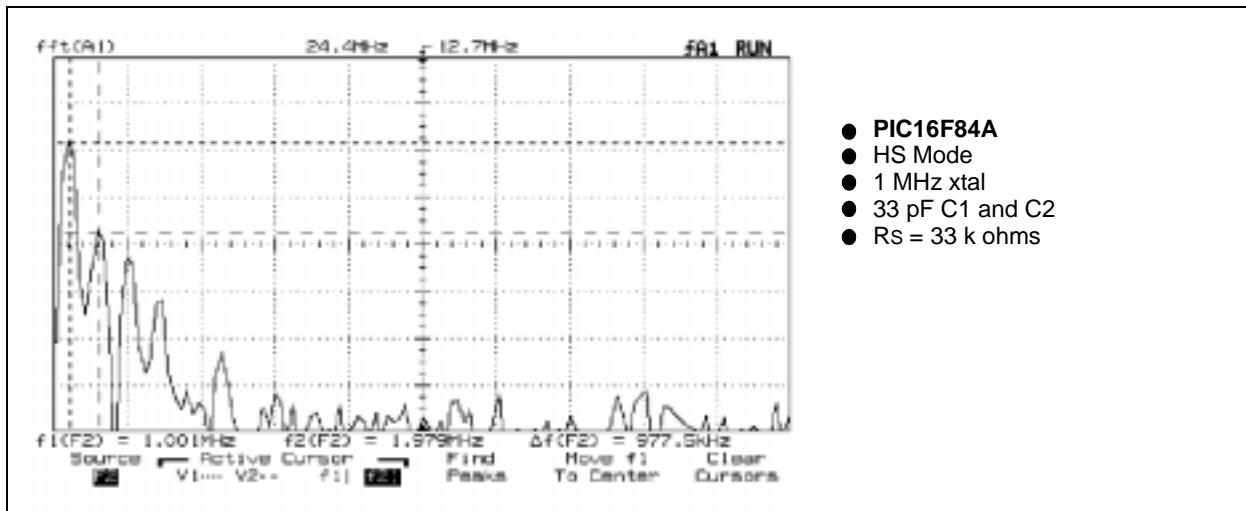 fft(A1) 24.4MHz 12.7MHz fA1 RUN
● PIC16F84A
● HS Mode
● 1 MHz xtal
● 33 pF C1 and C2
● RS = 33 k ohms
f1(F2) = 1.001MHz f2(F2) = 1.979MHz Δf(F2) = 977.5kHz
Source Active Cursor Find Move f1 Clear
F2 V1 V2 f1 f2 Peaks To Center Cursors